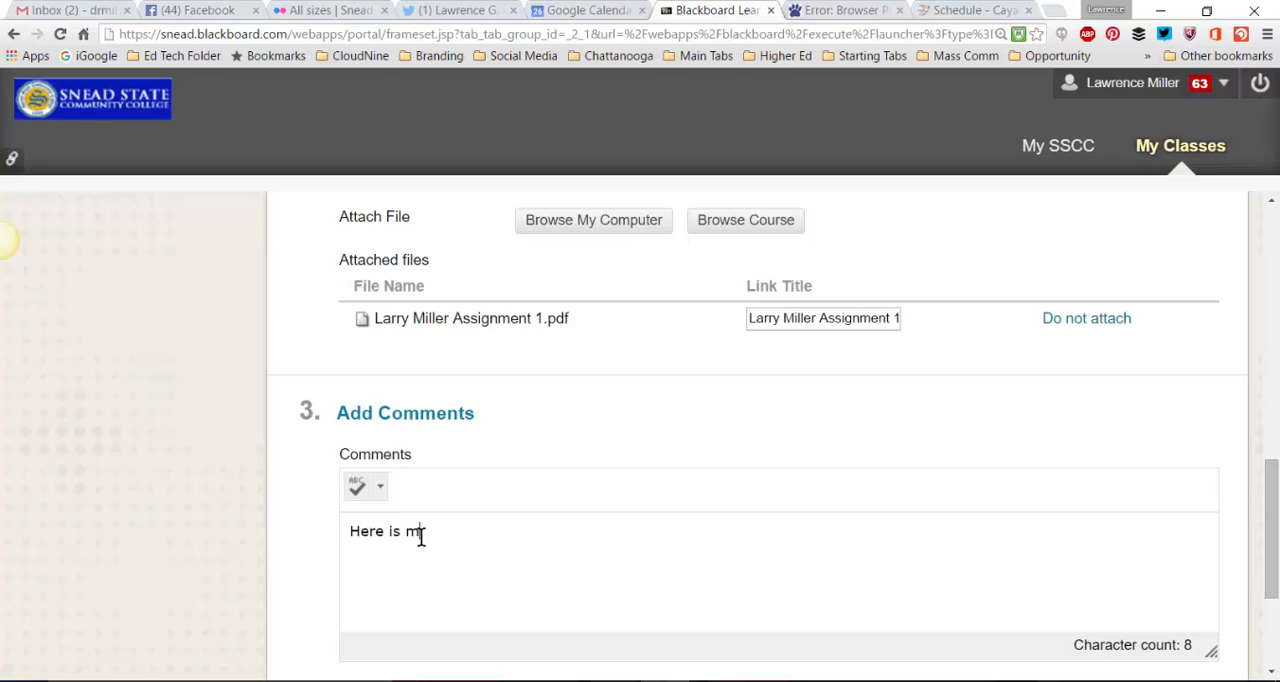 Inbox (2) - drmil
(44) Facebook
All sizes | Snead
(1) Lawrence G.
26 Google Calenda
Blackboard Lear
Error: Browser P
Schedule - Caya
Lawrence
https://snead.blackboard.com/webapps/portal/frameset.jsp?tab_tab_group_id=_2_1&url=%2Fwebapps%2Fblackboard%2Fexecute%2Flauncher%3Ftype%3
Apps iGoogle Ed Tech Folder Bookmarks CloudNine Branding Social Media Chattanooga Main Tabs Higher Ed Starting Tabs Mass Comm Opportunity » Other bookmarks
SNEAD STATE
COMMUNITY COLLEGE
Lawrence Miller 63
My SSCC My Classes
Attach File Browse My Computer Browse Course
Attached files
File Name Link Title
Larry Miller Assignment 1.pdf Larry Miller Assignment 1 Do not attach
3. Add Comments
Comments
ABC
Here is m
Character count: 8